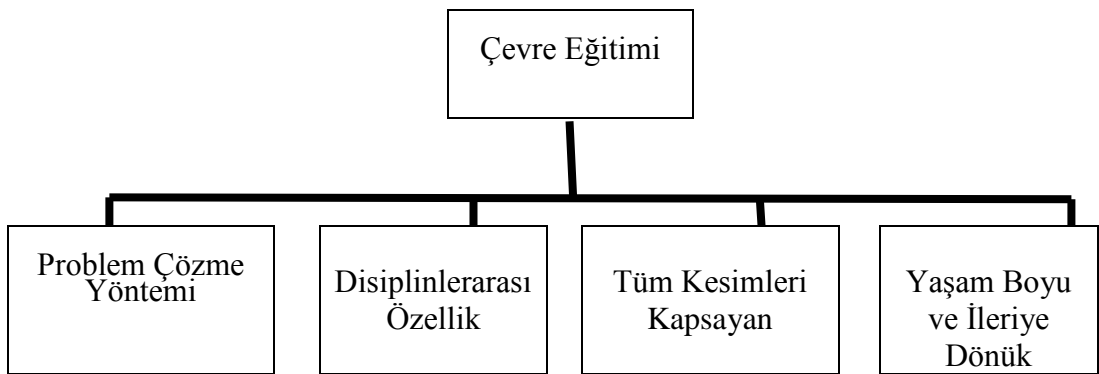 Çevre Eğitimi
Problem Çözme
Yöntemi
Disiplinlerarası
Özellik
Tüm Kesimleri
Kapsayan
Yaşam Boyu
ve İleriye
Dönük